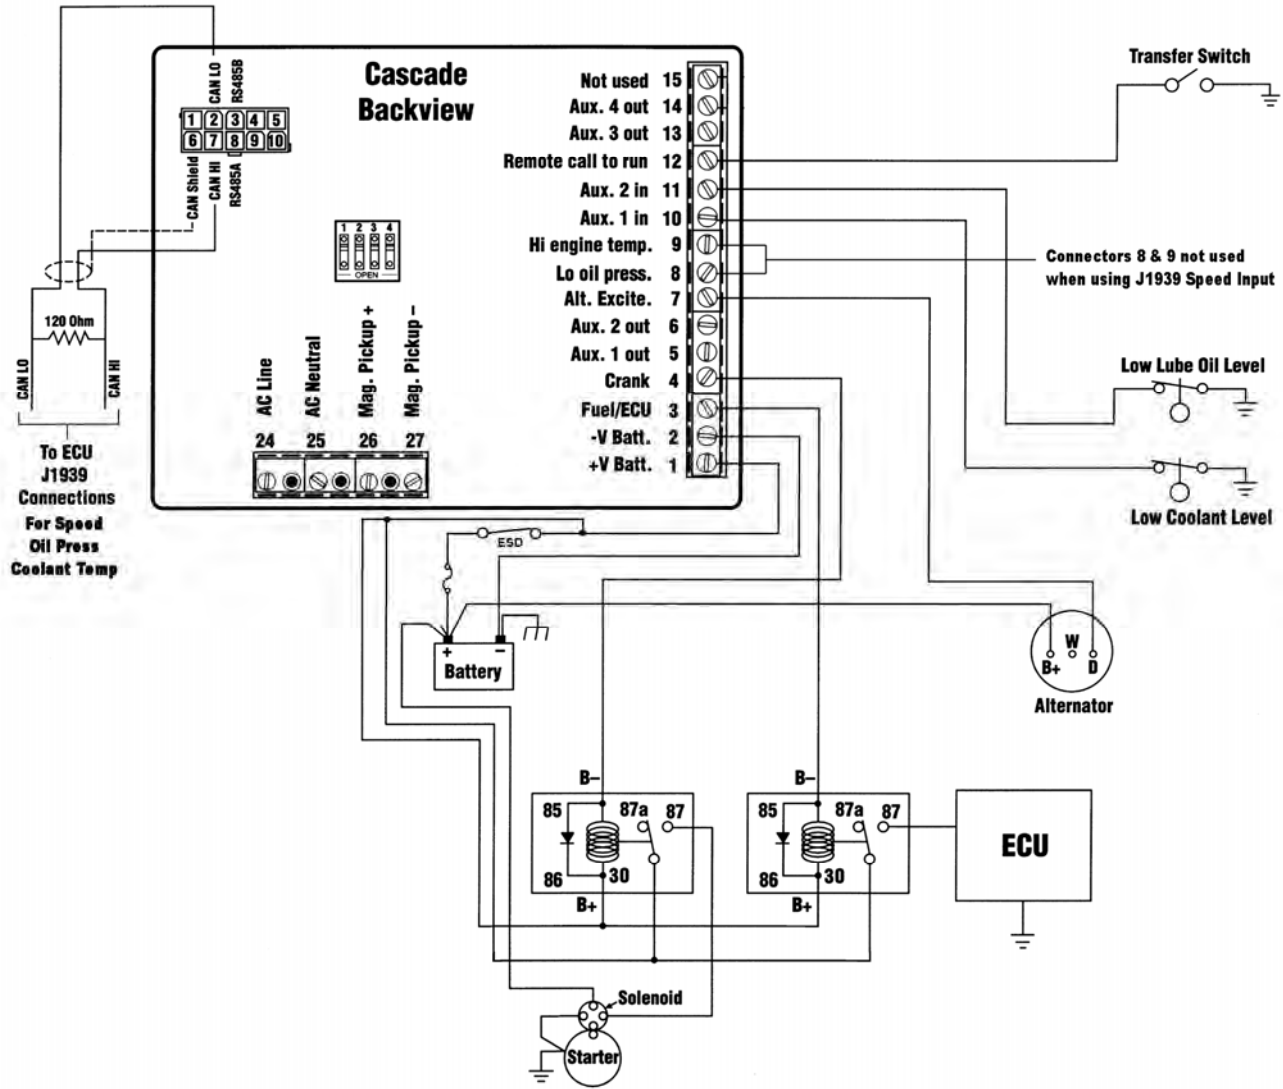 Cascade
Backview
CAN LO
RS485B
1 2 3 4 5
6 7 8 9 10
CAN Shield
CAN HI
RS485A
1 2 3 4
OPEN
Not used 15
Aux. 4 out 14
Aux. 3 out 13
Remote call to run 12
Aux. 2 in 11
Aux. 1 in 10
Hi engine temp. 9
Lo oil press. 8
Alt. Excite. 7
Aux. 2 out 6
Aux. 1 out 5
Crank 4
Fuel/ECU 3
-V Batt. 2
+V Batt. 1
AC Line
AC Neutral
Mag. Pickup +
Mag. Pickup –
24 25 26 27
120 Ohm
CAN LO
CAN HI
To ECU
J1939
Connections
For Speed
Oil Press
Coolant Temp
Transfer Switch
Connectors 8 & 9 not used
when using J1939 Speed Input
Low Lube Oil Level
Low Coolant Level
ESD
+ –
Battery
W
B+ D
Alternator
B–
85 87a 87
86 30
B+
B–
85 87a 87
86 30
B+
ECU
Solenoid
Starter